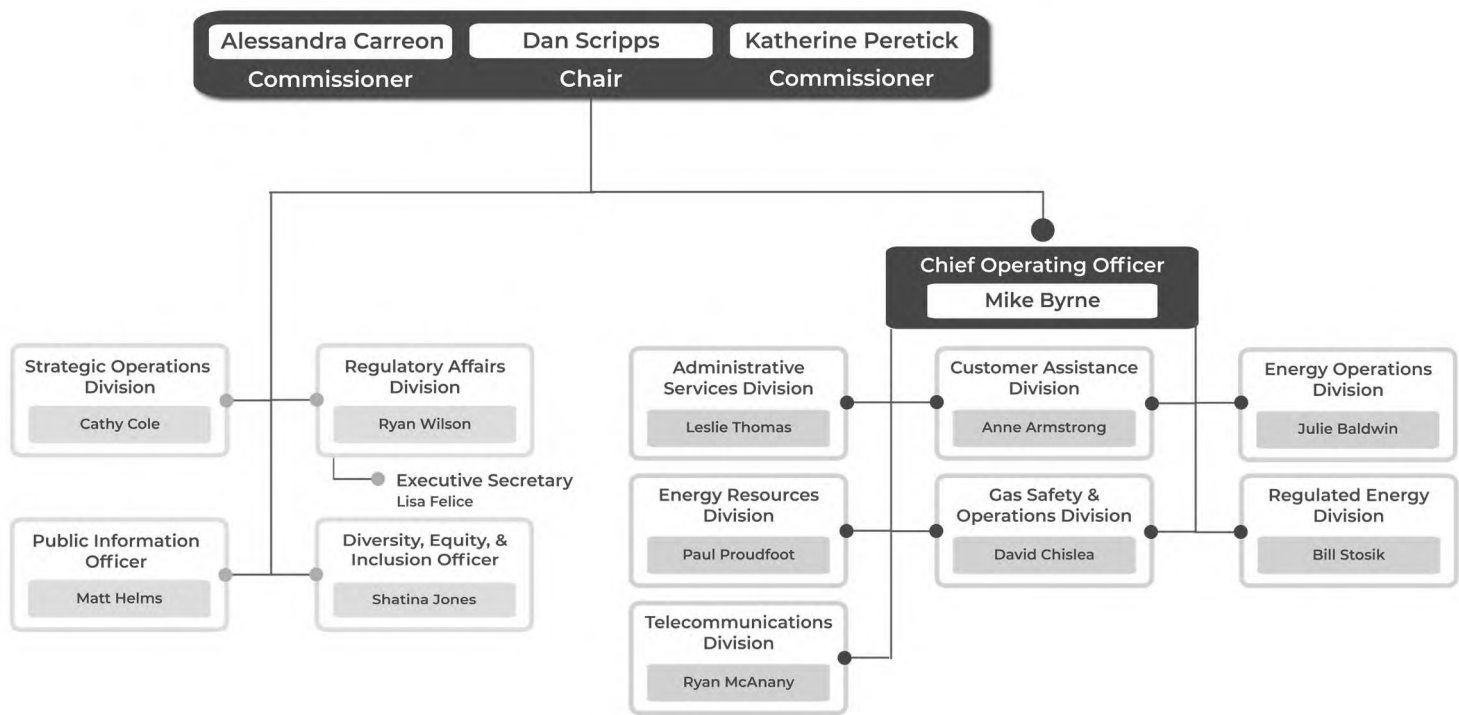 Alessandra Carreon
Commissioner
Dan Scripps
Chair
Katherine Peretick
Commissioner
Chief Operating Officer
Mike Byrne
Strategic Operations
Division
Cathy Cole
Regulatory Affairs
Division
Ryan Wilson
Executive Secretary
Lisa Felice
Public Information
Officer
Matt Helms
Diversity, Equity, &
Inclusion Officer
Shatina Jones
Administrative
Services Division
Leslie Thomas
Customer Assistance
Division
Anne Armstrong
Energy Operations
Division
Julie Baldwin
Energy Resources
Division
Paul Proudfoot
Gas Safety &
Operations Division
David Chislea
Regulated Energy
Division
Bill Stosik
Telecommunications
Division
Ryan McAnany